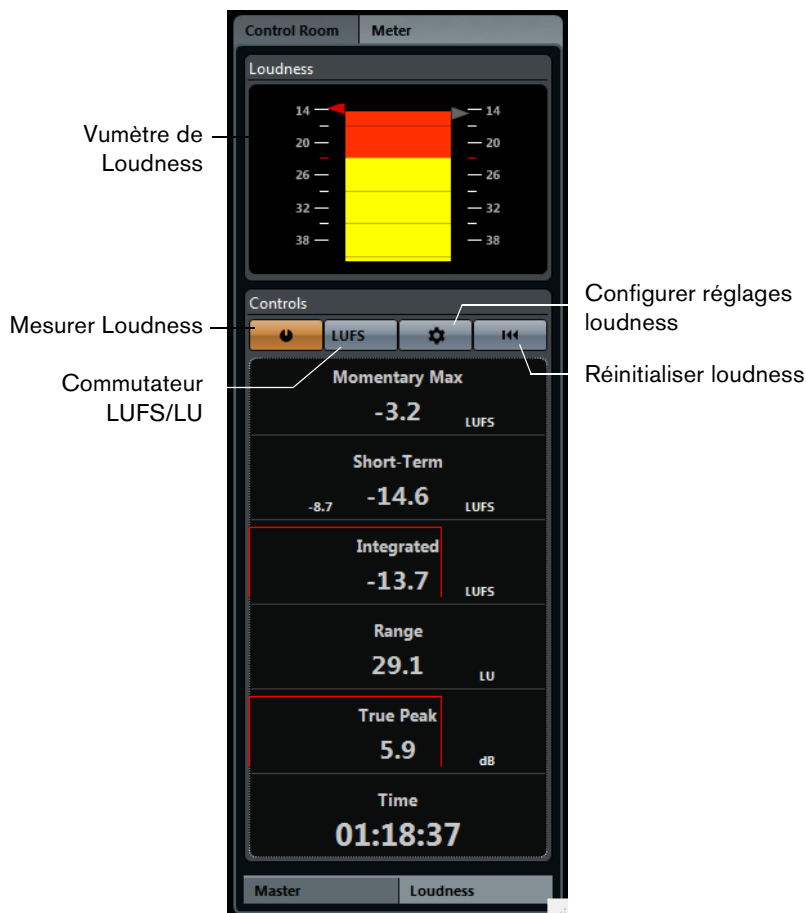 Control Room Meter
Loudness
14 14
20 20
26 26
32 32
38 38
Vumètre de
Loudness
Controls
LUFS
Mesurer Loudness
Commutateur
LUFS/LU
Configurer réglages
loudness
Réinitialiser loudness
Momentary Max
-3.2 LUFS
Short-Term
-8.7 -14.6 LUFS
Integrated
-13.7 LUFS
Range
29.1 LU
True Peak
5.9 dB
Time
01:18:37
Master Loudness